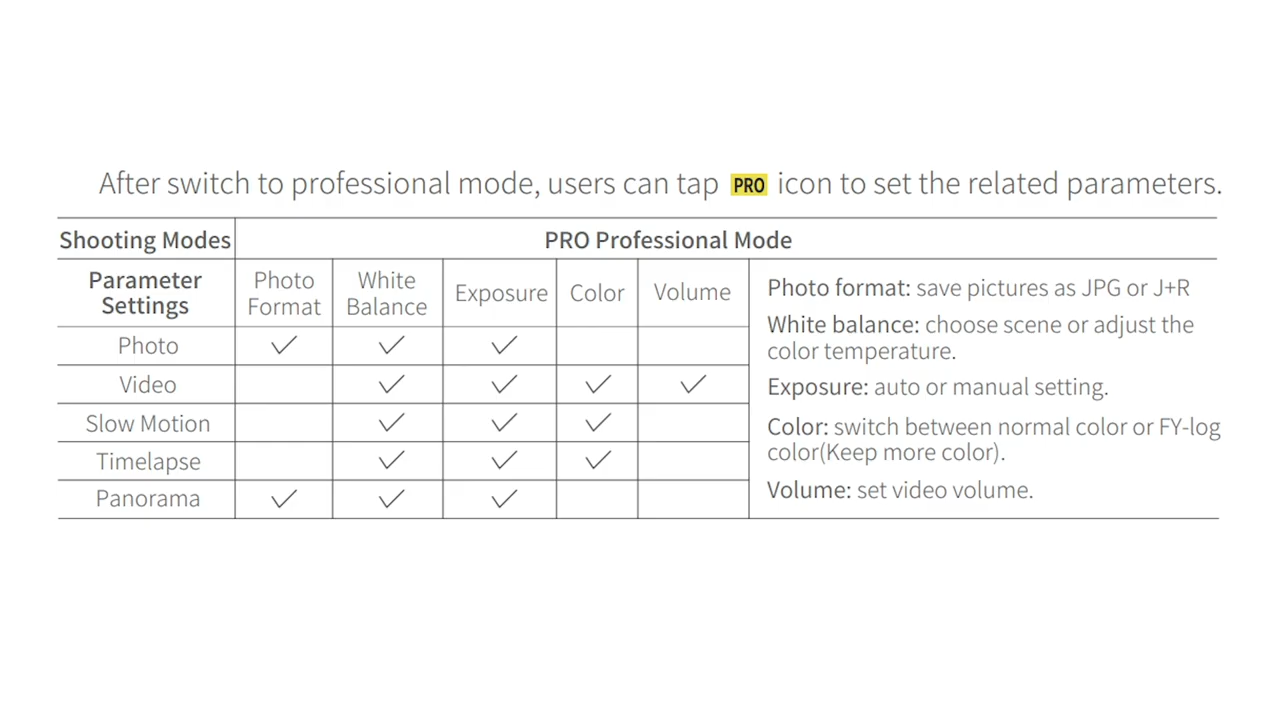 After switch to professional mode, users can tap PRO icon to set the related parameters.
Shooting Modes PRO Professional Mode
Parameter Settings Photo Format White Balance Exposure Color Volume
Photo ✓ ✓ ✓
Video ✓ ✓ ✓ ✓
Slow Motion ✓ ✓ ✓
Timelapse ✓ ✓ ✓
Panorama ✓ ✓ ✓
Photo format: save pictures as JPG or J+R
White balance: choose scene or adjust the
color temperature.
Exposure: auto or manual setting.
Color: switch between normal color or FY-log
color(Keep more color).
Volume: set video volume.